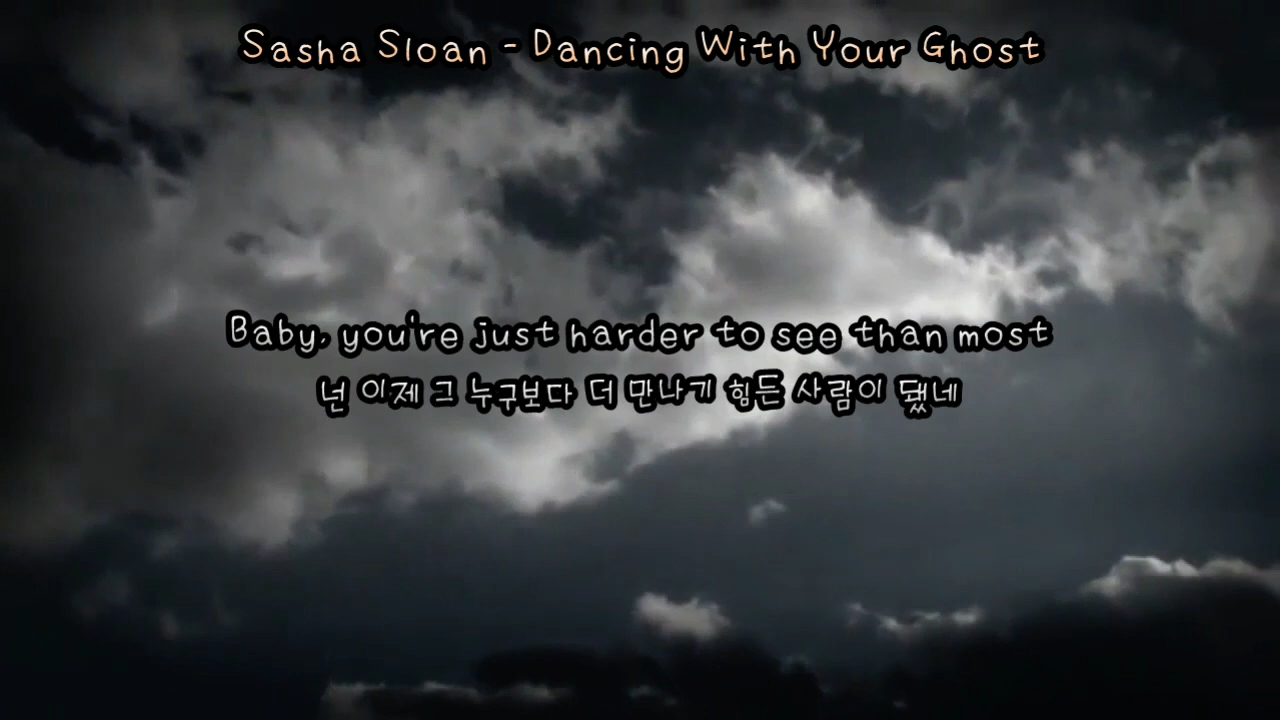 Sasha Sloan - Dancing With Your Ghost
Baby, you're just harder to see than most
넌 이제 그 누구보다 더 만나기 힘든 사람이 됐네